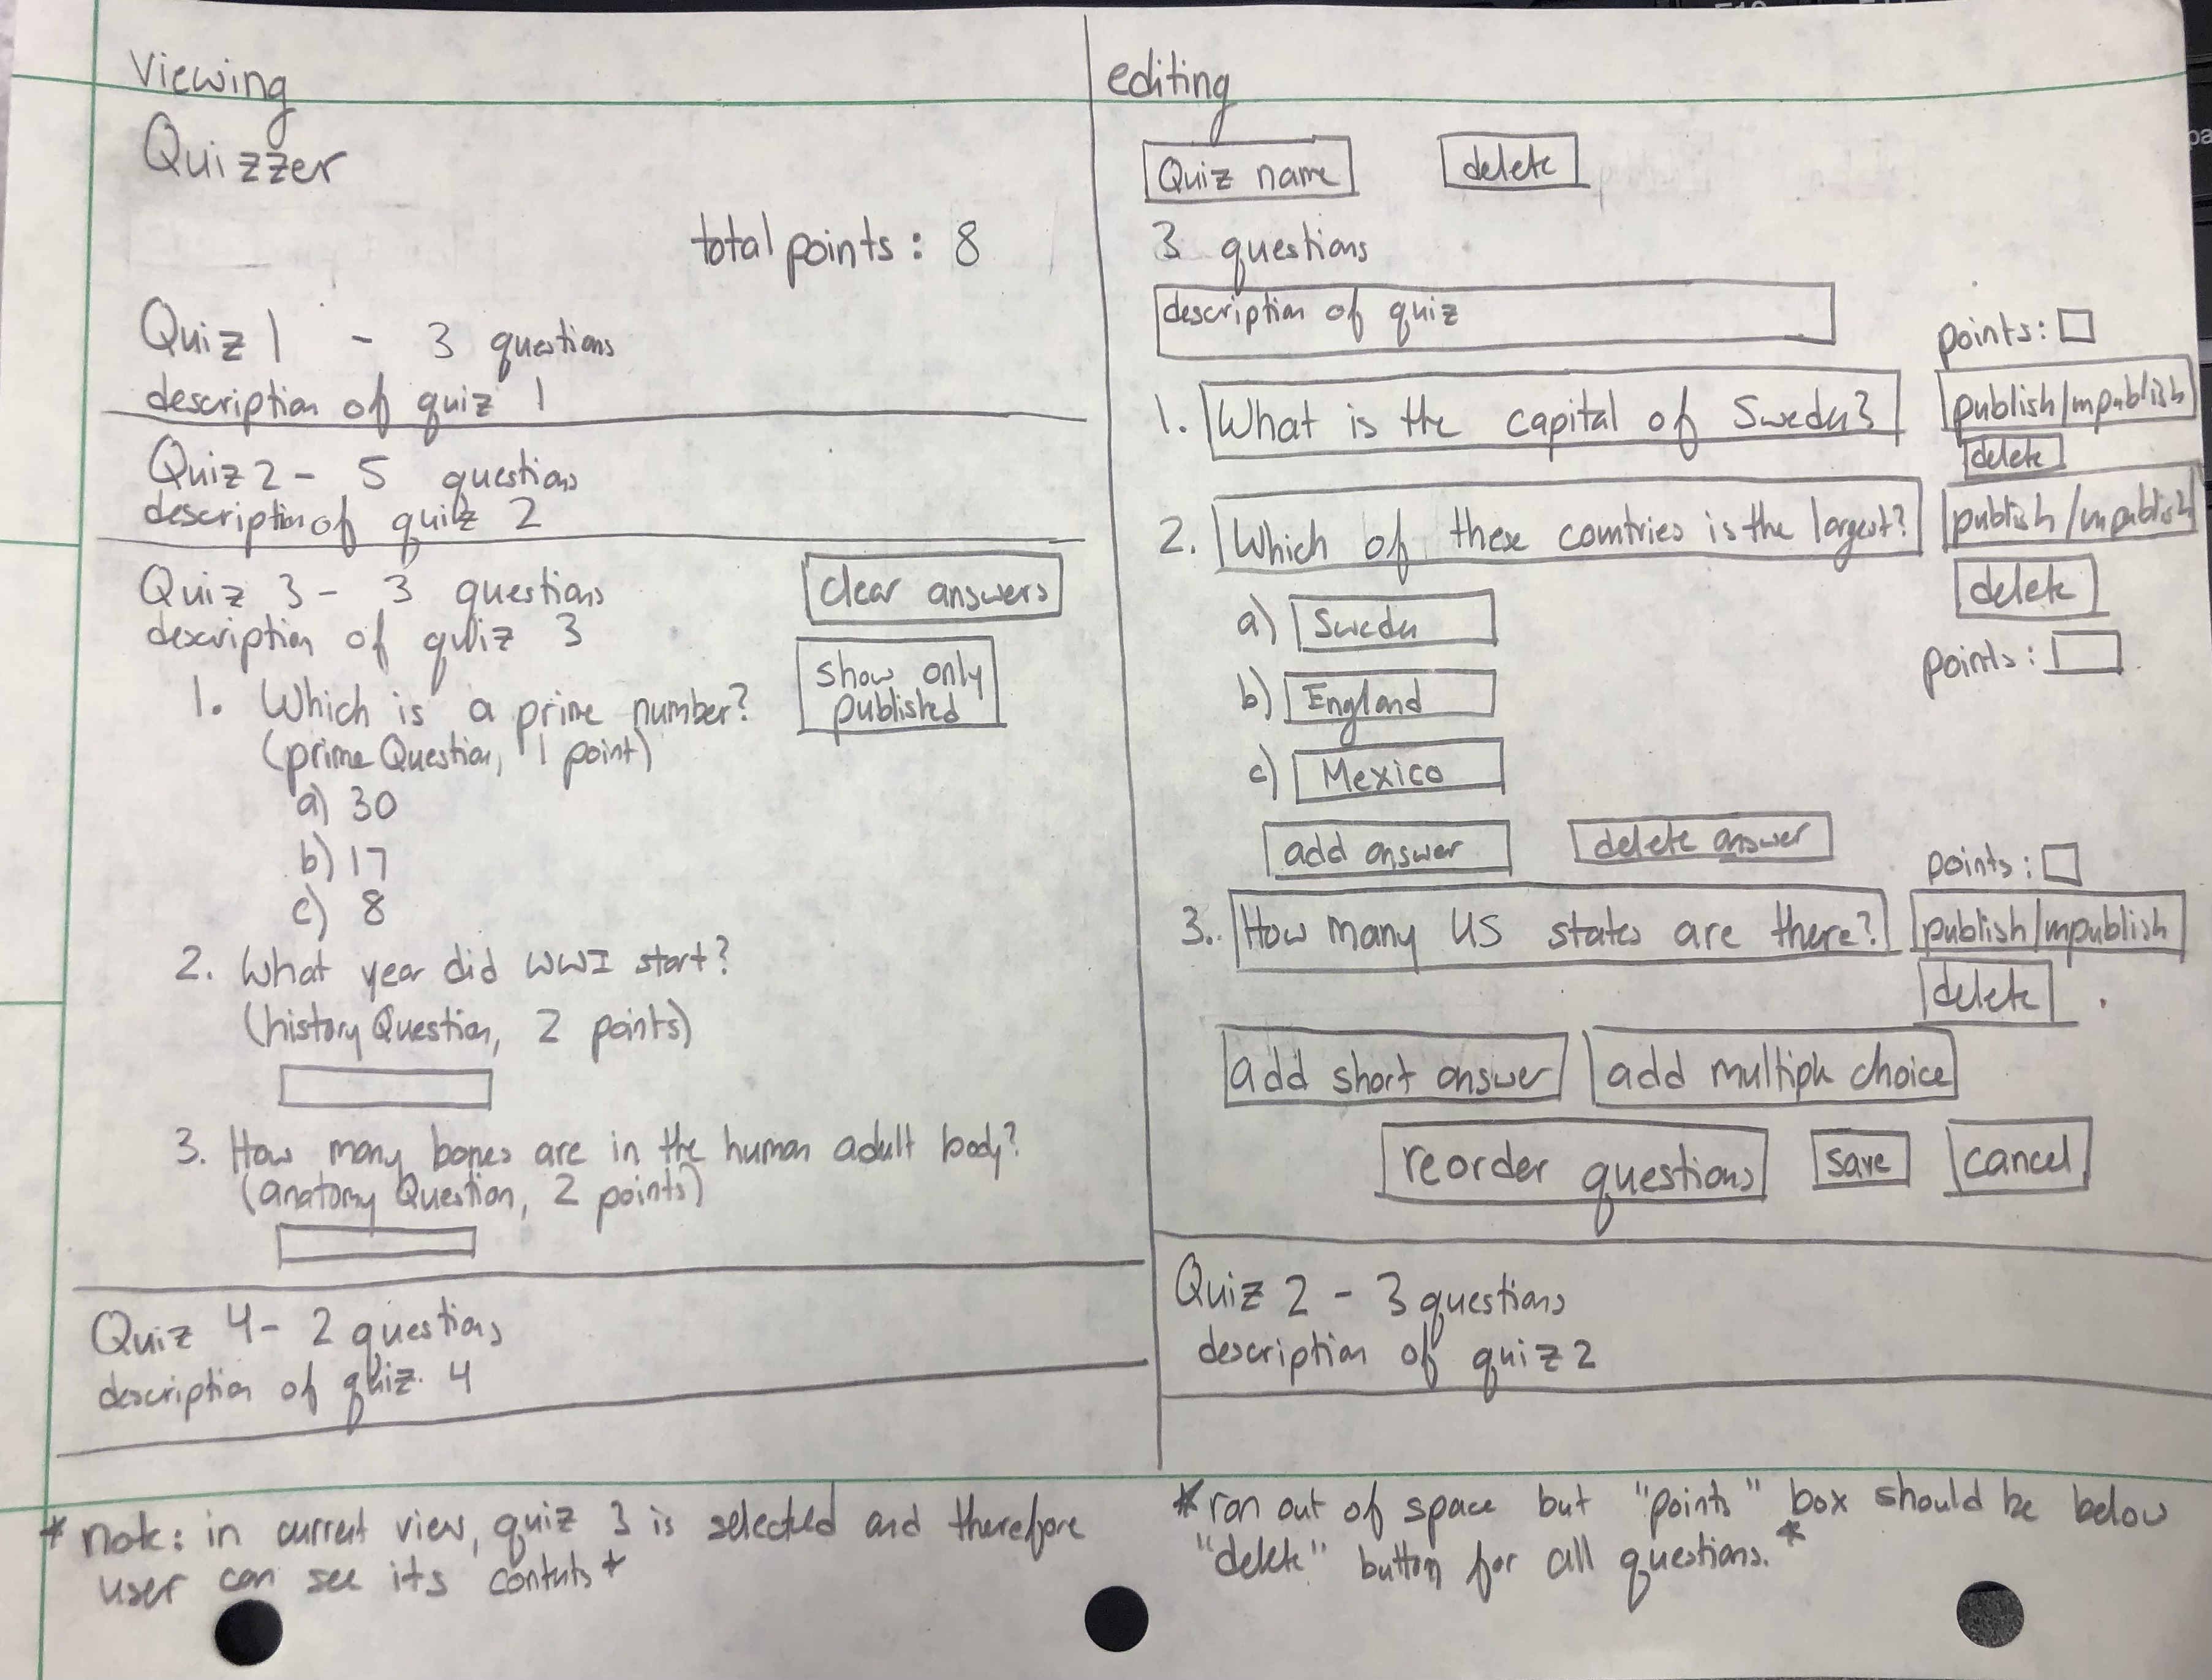 Viewing
Quizzer
total points: 8
Quiz 1 - 3 questions
description of quiz 1
Quiz 2 - 5 questions
description of quiz 2
Quiz 3 - 3 questions
description of quiz 3
clear answers
show only
published
1. Which is a prime number?
(prime Question, 1 point)
a) 30
b) 17
c) 8
2. What year did WWI start?
(history Question, 2 points)
3. How many bones are in the human adult body?
(anatomy Question, 2 points)
Quiz 4 - 2 questions
description of quiz 4
* note: in current view, quiz 3 is selected and therefore
user can see its contents *
editing
Quiz name
delete
3 questions
description of quiz
points:
1. What is the capital of Sweden?
publish/unpublish
delete
2. Which of these countries is the largest?
publish/unpublish
delete
points:
a) Sweden
b) England
c) Mexico
add answer
delete answer
points:
3. How many US states are there?
publish/unpublish
delete
add short answer
add multiple choice
reorder questions
save
cancel
Quiz 2 - 3 questions
description of quiz 2
* ran out of space but "points" box should be below
"delete" button for all questions. *